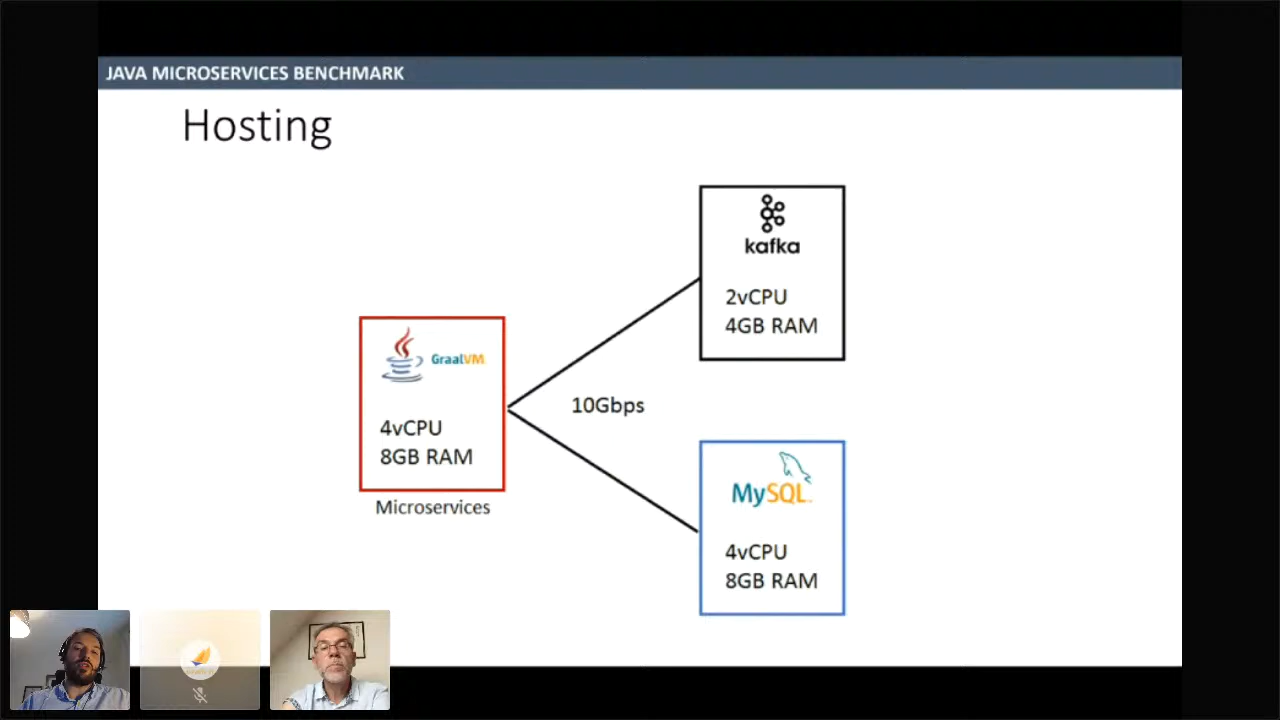 JAVA MICROSERVICES BENCHMARK
Hosting
kafka
2vCPU
4GB RAM
GraalVM
4vCPU
8GB RAM
Microservices
10Gbps
MySQL
4vCPU
8GB RAM